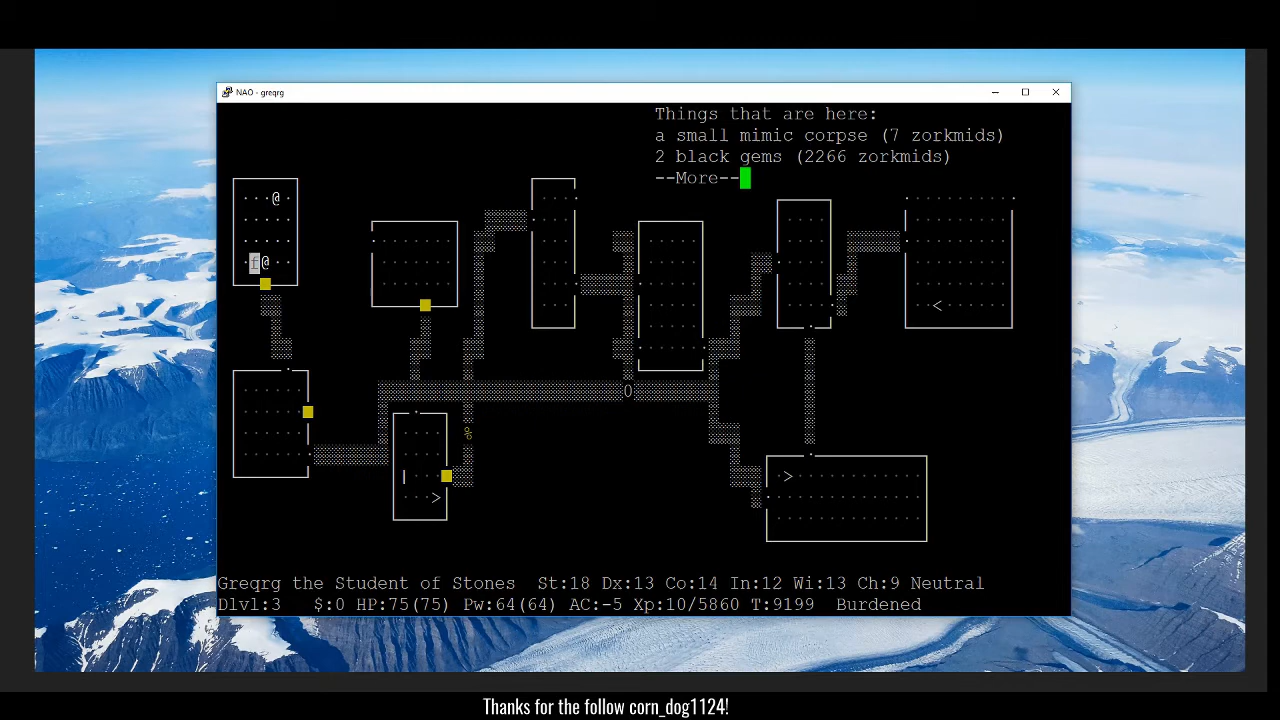 NAO - greqrg
Things that are here:
a small mimic corpse (7 zorkmids)
2 black gems (2266 zorkmids)
--More--
@
f@
<
0
>
>
Greqrg the Student of Stones St:18 Dx:13 Co:14 In:12 Wi:13 Ch:9 Neutral
Dlvl:3 $:0 HP:75(75) Pw:64(64) AC:-5 Xp:10/5860 T:9199 Burdened
Thanks for the follow corn_dog1124!